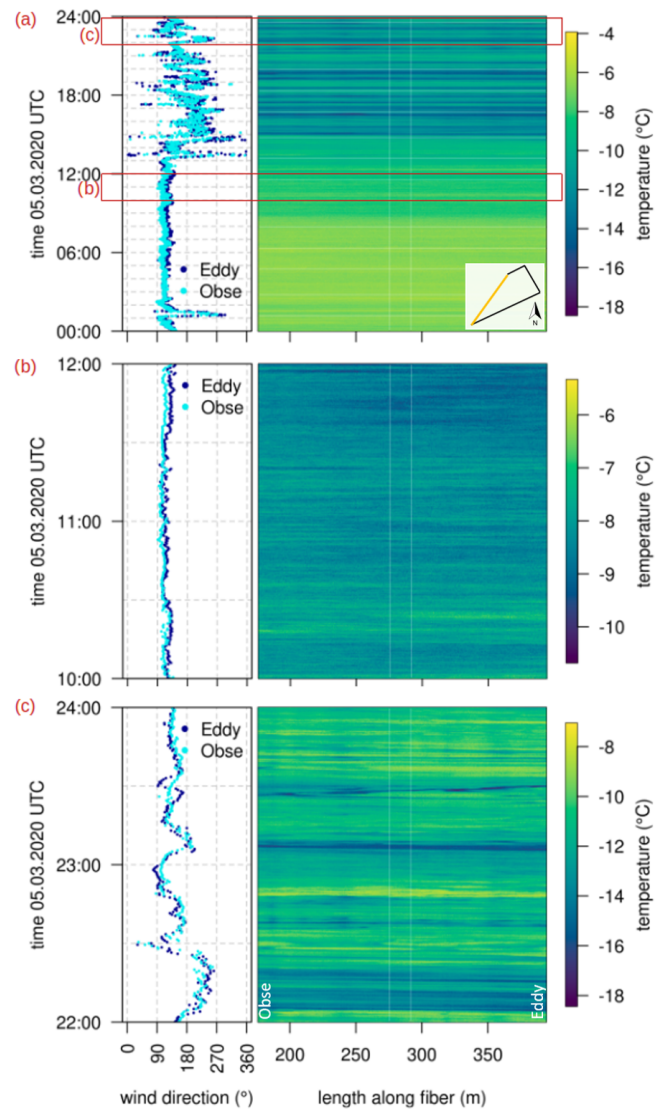 (a)
24:00
(c)
18:00
12:00
(b)
06:00
00:00
time 05.03.2020 UTC
Eddy
Obse
N
-4
-6
-8
-10
-12
-14
-16
-18
temperature (°C)
(b)
12:00
11:00
10:00
time 05.03.2020 UTC
Eddy
Obse
-6
-7
-8
-9
-10
temperature (°C)
(c)
24:00
23:00
22:00
time 05.03.2020 UTC
Eddy
Obse
Obse
Eddy
-8
-10
-12
-14
-16
-18
temperature (°C)
0 90 180 270 360
200 250 300 350
wind direction (°)
length along fiber (m)